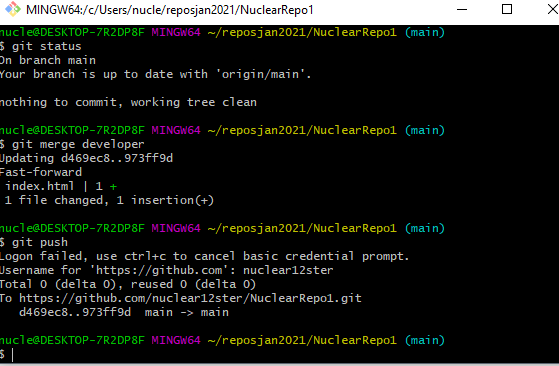 MINGW64:/c/Users/nucle/reposjan2021/NuclearRepo1
nucle@DESKTOP-7R2DP8F MINGW64 ~/reposjan2021/NuclearRepo1 (main)
$ git status
On branch main
Your branch is up to date with 'origin/main'.
nothing to commit, working tree clean
nucle@DESKTOP-7R2DP8F MINGW64 ~/reposjan2021/NuclearRepo1 (main)
$ git merge developer
Updating d469ec8..973ff9d
Fast-forward
index.html | 1 +
1 file changed, 1 insertion(+)
nucle@DESKTOP-7R2DP8F MINGW64 ~/reposjan2021/NuclearRepo1 (main)
$ git push
Logon failed, use ctrl+c to cancel basic credential prompt.
Username for 'https://github.com': nuclear12ster
Total 0 (delta 0), reused 0 (delta 0)
To https://github.com/nuclear12ster/NuclearRepo1.git
d469ec8..973ff9d  main -> main
nucle@DESKTOP-7R2DP8F MINGW64 ~/reposjan2021/NuclearRepo1 (main)
$